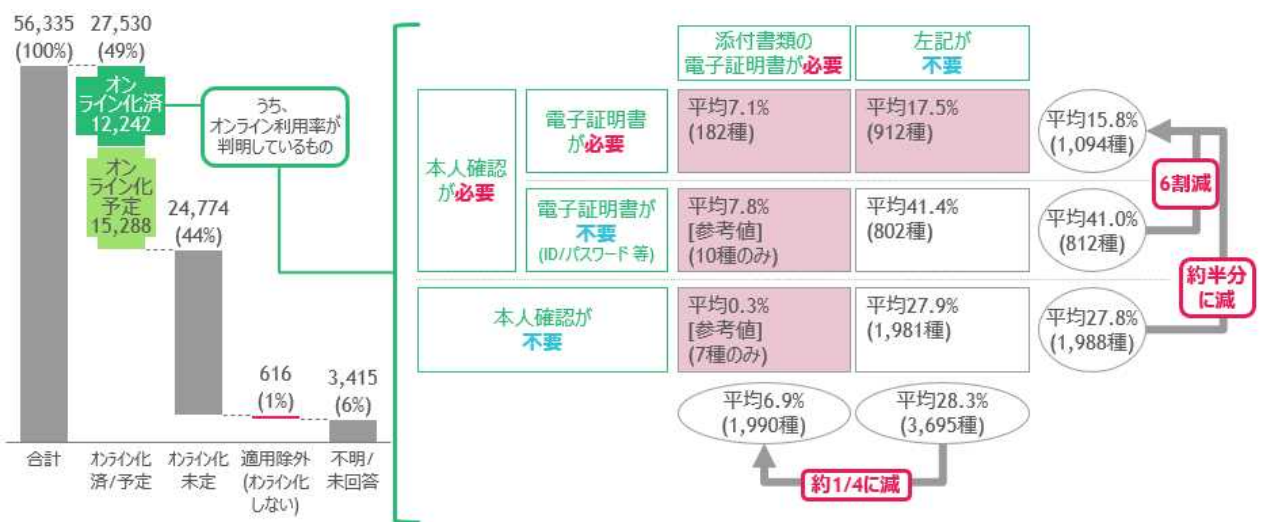 56,335
(100%)
27,530
(49%)
オン
ライン化済
12,242
オン
ライン化
予定
15,288
24,774
(44%)
616
(1%)
3,415
(6%)
合計
オンライン化
済/予定
オンライン化
未定
適用除外
(オンライン化
しない)
不明/
未回答
うち、
オンライン利用率が
判明しているもの
添付書類の
電子証明書が必要
左記が
不要
本人確認
が必要
電子証明書
が必要
平均7.1%
(182種)
平均17.5%
(912種)
平均15.8%
(1,094種)
電子証明書が
不要
(ID/パスワード 等)
平均7.8%
[参考値]
(10種のみ)
平均41.4%
(802種)
平均41.0%
(812種)
6割減
本人確認が
不要
平均0.3%
[参考値]
(7種のみ)
平均27.9%
(1,981種)
平均27.8%
(1,988種)
約半分
に減
平均6.9%
(1,990種)
平均28.3%
(3,695種)
約1/4に減